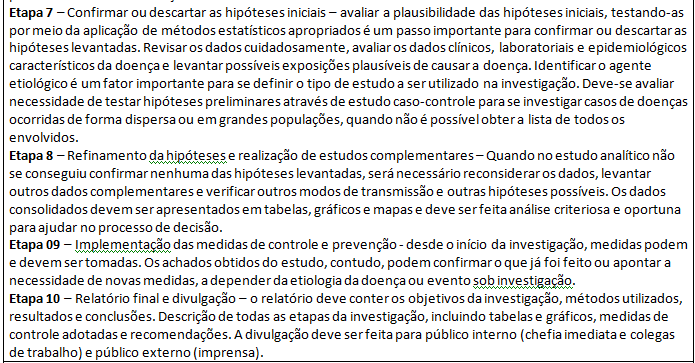 Etapa 7 – Confirmar ou descartar as hipóteses iniciais – avaliar a plausibilidade das hipóteses iniciais, testando-as
por meio da aplicação de métodos estatísticos apropriados é um passo importante para confirmar ou descartar as
hipóteses levantadas. Revisar os dados cuidadosamente, avaliar os dados clínicos, laboratoriais e epidemiológicos
característicos da doença e levantar possíveis exposições plausíveis de causar a doença. Identificar o agente
etiológico é um fator importante para se definir o tipo de estudo a ser utilizado na investigação. Deve-se avaliar
necessidade de testar hipóteses preliminares através de estudo caso-controle para se investigar casos de doenças
ocorridas de forma dispersa ou em grandes populações, quando não é possível obter a lista de todos os
envolvidos.
Etapa 8 – Refinamento da hipóteses e realização de estudos complementares – Quando no estudo analítico não
se conseguiu confirmar nenhuma das hipóteses levantadas, será necessário reconsiderar os dados, levantar
outros dados complementares e verificar outros modos de transmissão e outras hipóteses possíveis. Os dados
consolidados devem ser apresentados em tabelas, gráficos e mapas e deve ser feita análise criteriosa e oportuna
para ajudar no processo de decisão.
Etapa 09 – Implementação das medidas de controle e prevenção - desde o início da investigação, medidas podem
e devem ser tomadas. Os achados obtidos do estudo, contudo, podem confirmar o que já foi feito ou apontar a
necessidade de novas medidas, a depender da etiologia da doença ou evento sob investigação.
Etapa 10 – Relatório final e divulgação – o relatório deve conter os objetivos da investigação, métodos utilizados,
resultados e conclusões. Descrição de todas as etapas da investigação, incluindo tabelas e gráficos, medidas de
controle adotadas e recomendações. A divulgação deve ser feita para público interno (chefia imediata e colegas
de trabalho) e público externo (imprensa).